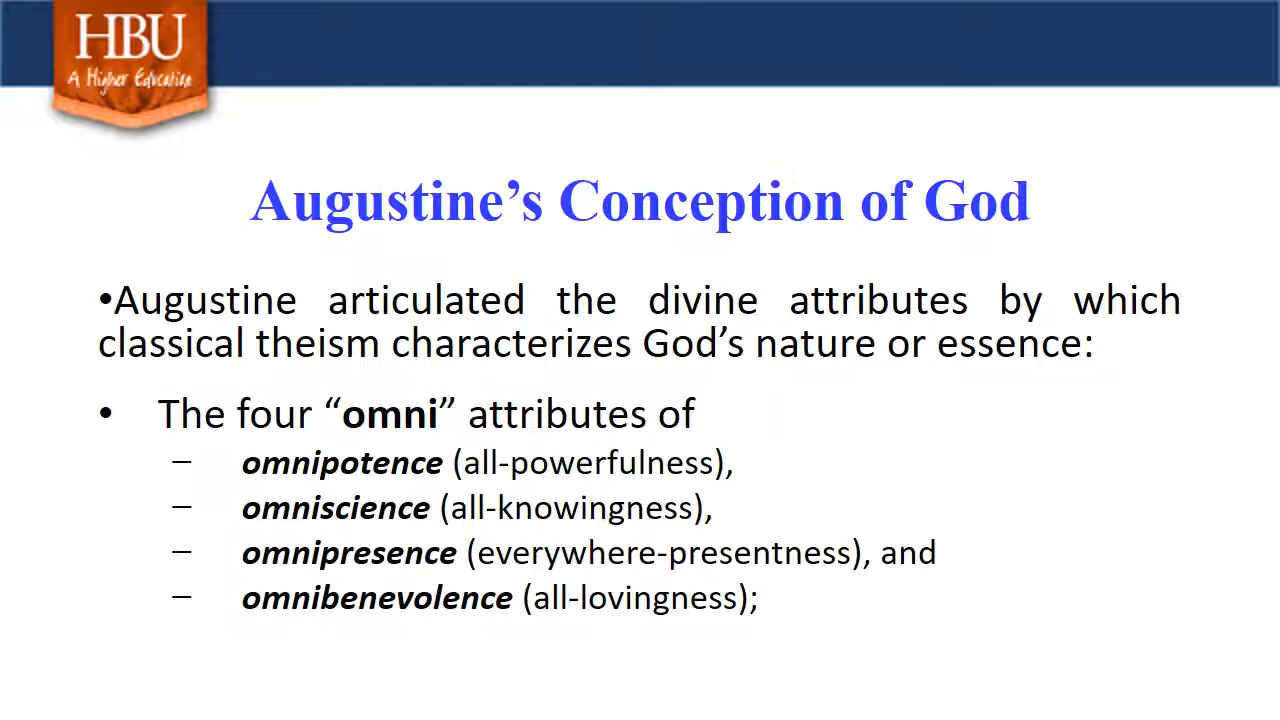 HBU
A Higher Education
Augustine’s Conception of God
•Augustine articulated the divine attributes by which
classical theism characterizes God’s nature or essence:
• The four “omni” attributes of
– omnipotence (all-powerfulness),
– omniscience (all-knowingness),
– omnipresence (everywhere-presentness), and
– omnibenevolence (all-lovingness);